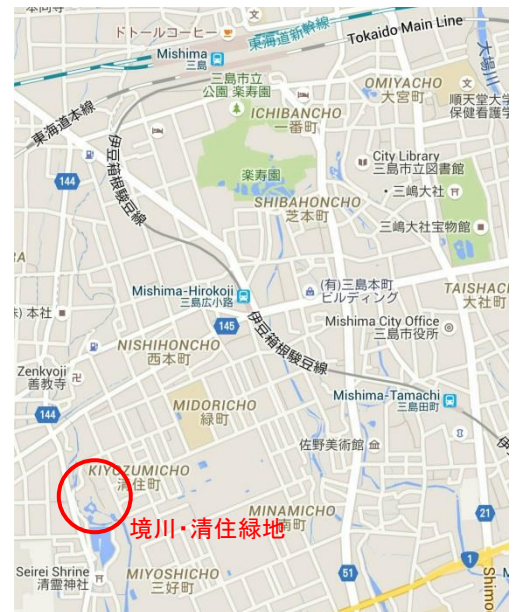 ドトールコーヒー
東海道新幹線
Tokaido Main Line
Mishima
三島
大場川
三島市立
公園 楽寿園
OMIYACHO
大宮町
順天堂大学
保健看護学
ICHIBANCHO
一番町
東海道本線
伊豆箱根駿豆線
City Library
三島市立図書館
144
楽寿園
・三嶋大社
SHIBAHONCHO
芝本町
三嶋大社宝物館
RA
Mishima-Hirokoji
三島広小路
(有)三島本町
ビルディング
TAISHAC
大社町
本社
145
Mishima City Office
三島市役所
NISHIHONCHO
西本町
伊豆箱根駿豆線
Zenkyoji
善教寺
Mishima-Tamachi
三島田町
MIDORICHO
緑町
144
佐野美術館
KIYOZUMICHO
清住町
境川・清住緑地
MINAMICHO
南町
21
Seirei Shrine
清霊神社
MIYOSHICHO
三好町
51
1
Shimo